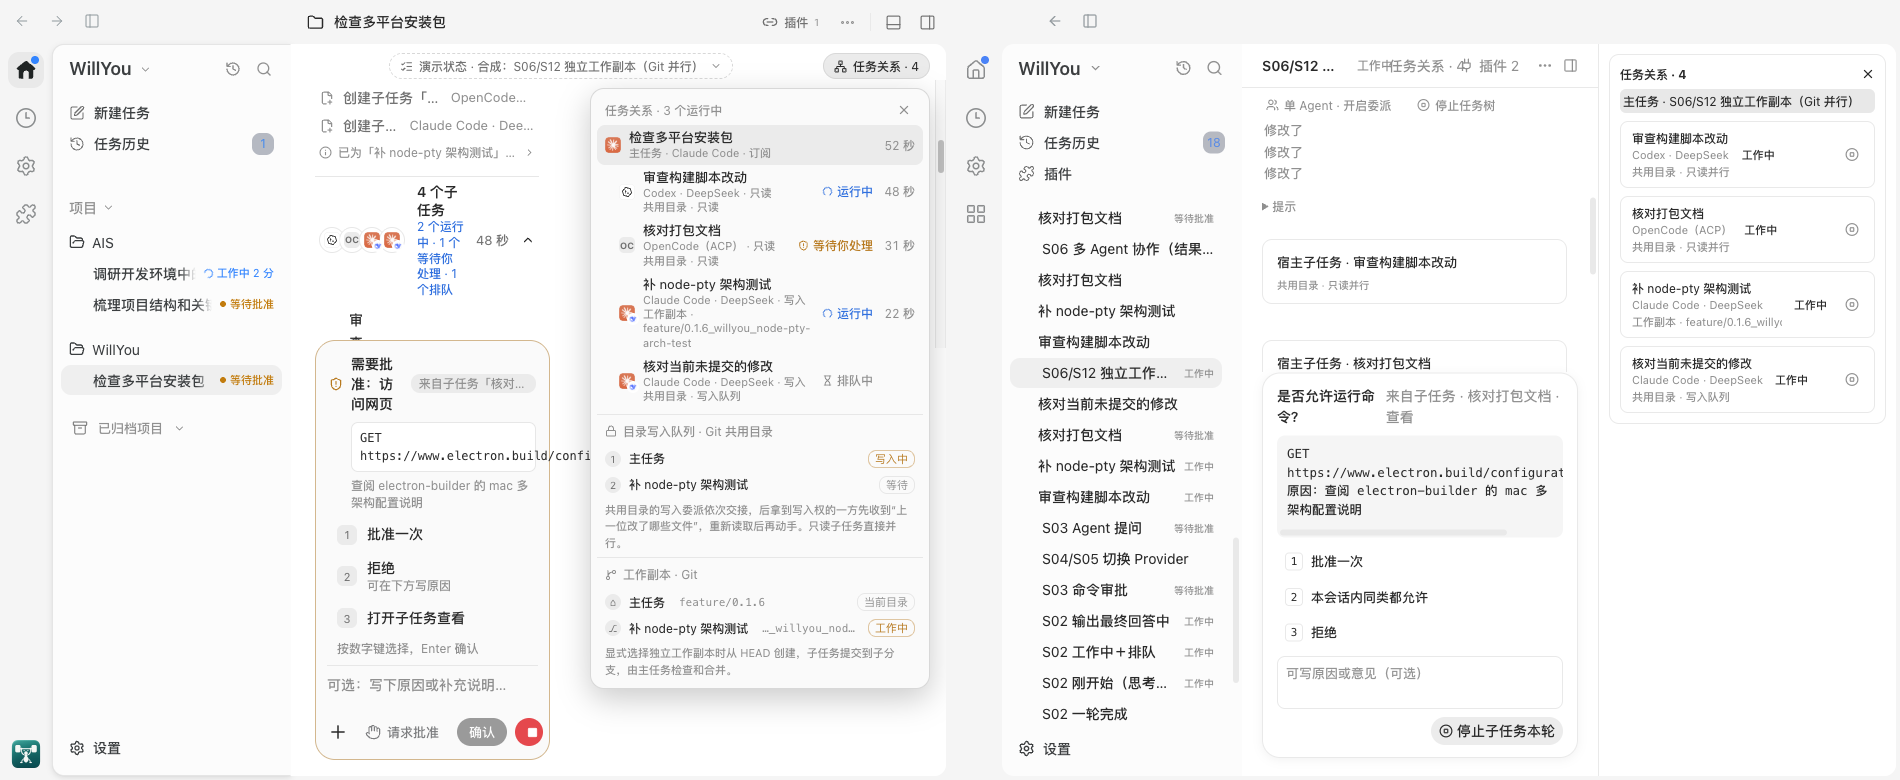 检查多平台安装包
插件 1
WillYou
新建任务
任务历史
1
项目
AIS
调研开发环境中
工作中 2 分
梳理项目结构和关
等待批准
WillYou
检查多平台安装包
等待批准
已归档项目
设置
演示状态 · 合成：S06/S12 独立工作副本（Git 并行）
任务关系 · 4
创建子任务「...
OpenCode...
创建子...
Claude Code · Dee...
已为「补 node-pty 架构测试」...
4 个子
任务
2 个运行
中 · 1 个
等待你
处理 · 1
个排队
48 秒
OC
审
需要批
准：访
问网页
来自子任务「核对...
GET
https://www.electron.build/confi
查阅 electron-builder 的 mac 多
架构配置说明
1 批准一次
2 拒绝
可在下方写原因
3 打开子任务查看
按数字键选择，Enter 确认
可选：写下原因或补充说明...
请求批准
确认
任务关系 · 3 个运行中
检查多平台安装包
主任务 · Claude Code · 订阅
52 秒
审查构建脚本改动
Codex · DeepSeek · 只读
共用目录 · 只读
运行中 48 秒
OC
核对打包文档
OpenCode（ACP） · 只读
共用目录 · 只读
等待你处理 31 秒
补 node-pty 架构测试
Claude Code · DeepSeek · 写入
工作副本 ·
feature/0.1.6_willyou_node-pty-
arch-test
运行中 22 秒
核对当前未提交的修改
Claude Code · DeepSeek · 写入
共用目录 · 写入队列
排队中
目录写入队列 · Git 共用目录
1 主任务 写入中
2 补 node-pty 架构测试 等待
共用目录的写入委派依次交接，后拿到写入权的一方先收到“上
一位改了哪些文件”，重新读取后再动手。只读子任务直接并
行。
工作副本 · Git
主任务 feature/0.1.6 当前目录
补 node-pty 架构测试 …_willyou_nod… 工作中
显式选择独立工作副本时从 HEAD 创建，子任务提交到子分
支，由主任务检查和合并。
WillYou
新建任务
任务历史 18
插件
核对打包文档 等待批准
S06 多 Agent 协作（结果...
核对打包文档
补 node-pty 架构测试
审查构建脚本改动
S06/S12 独立工作... 工作中
核对当前未提交的修改
核对打包文档 等待批准
补 node-pty 架构测试 工作中
审查构建脚本改动 工作中
S03 Agent 提问 等待批准
S04/S05 切换 Provider
S03 命令审批 等待批准
S02 输出最终回答中 工作中
S02 工作中＋排队 工作中
S02 刚开始（思考... 工作中
S02 一轮完成
设置
S06/S12 ...
工作中
任务关系 · 4
插件 2
单 Agent · 开启委派
停止任务树
修改了
修改了
修改了
提示
宿主子任务 · 审查构建脚本改动
共用目录 · 只读并行
宿主子任务 · 核对打包文档
是否允许运行命
令？
来自子任务 · 核对打包文档 ·
查看
GET
https://www.electron.build/configurat
原因：查阅 electron-builder 的 mac 多
架构配置说明
1 批准一次
2 本会话内同类都允许
3 拒绝
可写原因或意见（可选）
停止子任务本轮
任务关系 · 4
主任务 · S06/S12 独立工作副本（Git 并行）
审查构建脚本改动
Codex · DeepSeek 工作中
共用目录 · 只读并行
核对打包文档
OpenCode（ACP） 工作中
共用目录 · 只读并行
补 node-pty 架构测试
Claude Code · DeepSeek 工作中
工作副本 · feature/0.1.6_willy
核对当前未提交的修改
Claude Code · DeepSeek 工作中
共用目录 · 写入队列